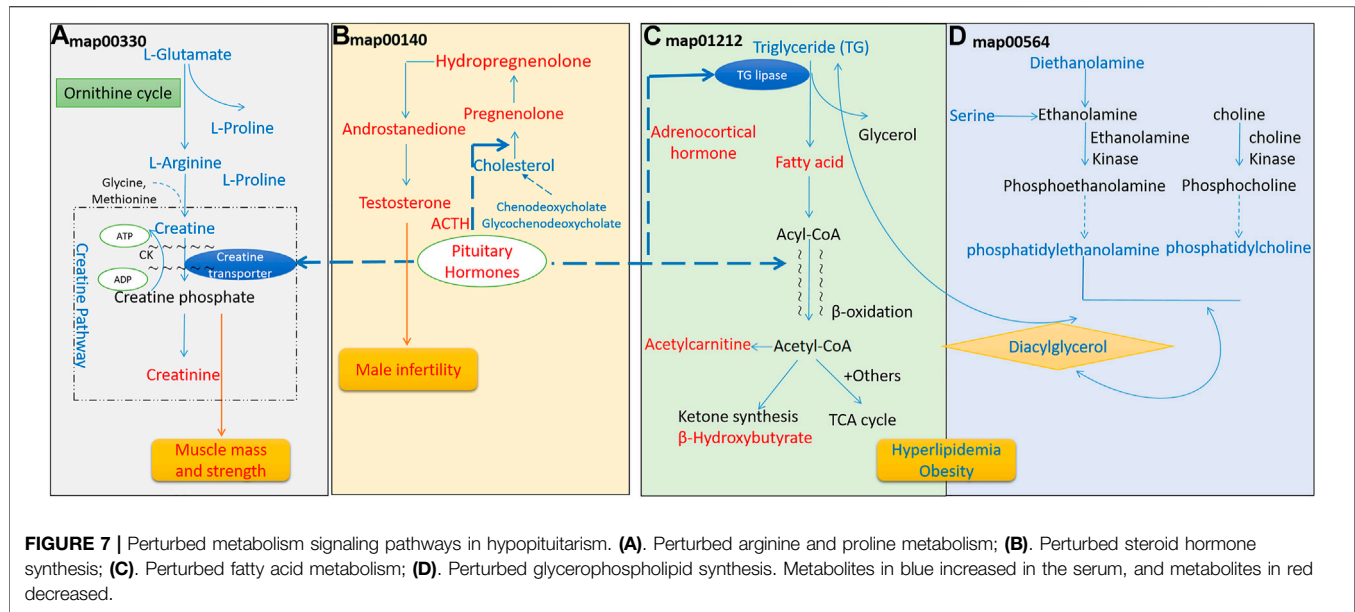 A map00330
L-Glutamate
Ornithine cycle
L-Proline
L-Arginine
L-Proline
Glycine,
Methionine
Creatine Pathway
Creatine
ATP
~ ~ ~ ~ ~
CK
~ ~ ~ ~ ~
Creatine
transporter
ADP
Creatine phosphate
Creatinine
Muscle mass
and strength
B map00140
Hydropregnenolone
Pregnenolone
Androstanedione
Cholesterol
Testosterone
Chenodeoxycholate
Glycochenodeoxycholate
ACTH
Pituitary
Hormones
Male infertility
C map01212
Triglyceride (TG)
TG lipase
Glycerol
Adrenocortical
hormone
Fatty acid
Acyl-CoA
β-oxidation
Acetylcarnitine
Acetyl-CoA
+Others
Ketone synthesis
β-Hydroxybutyrate
TCA cycle
Hyperlipidemia
Obesity
D map00564
Diethanolamine
Serine
Ethanolamine
choline
Ethanolamine
Kinase
choline
Kinase
Phosphoethanolamine
Phosphocholine
phosphatidylethanolamine
phosphatidylcholine
Diacylglycerol
FIGURE 7 | Perturbed metabolism signaling pathways in hypopituitarism. (A). Perturbed arginine and proline metabolism; (B). Perturbed steroid hormone
synthesis; (C). Perturbed fatty acid metabolism; (D). Perturbed glycerophospholipid synthesis. Metabolites in blue increased in the serum, and metabolites in red
decreased.